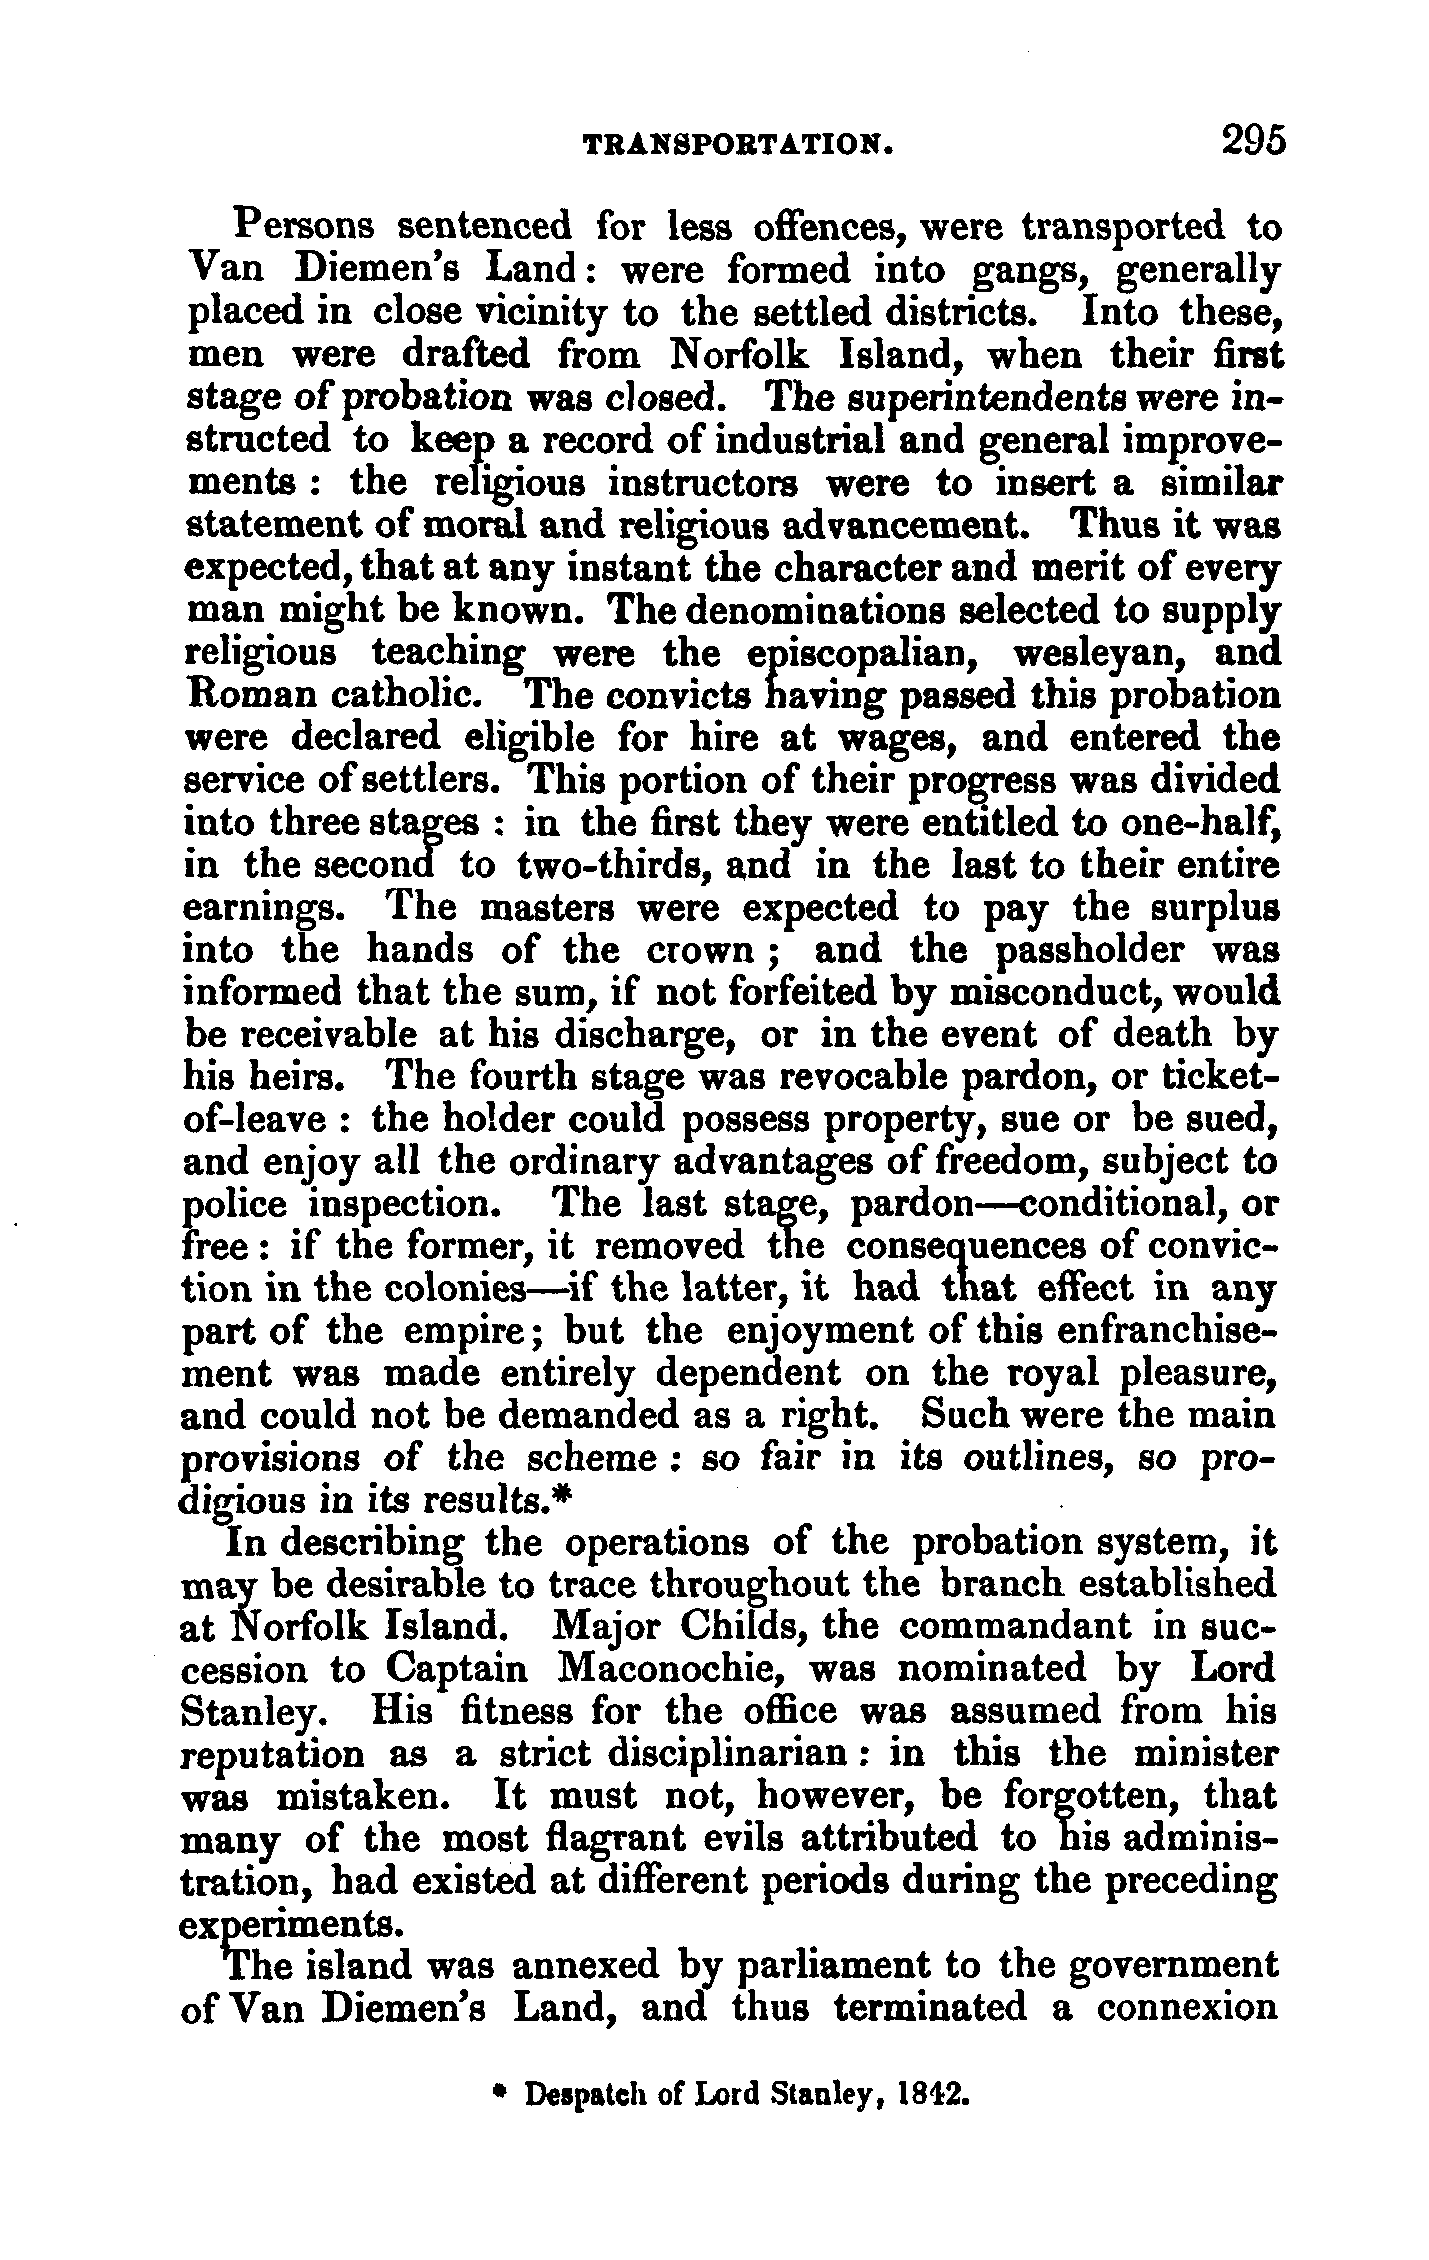 TRANSPORTATION. 295
Persons sentenced for less offences, were transported to
Van Diemen's Land: were formed into gangs, generally
placed in close vicinity to the settled districts. Into these,
men were drafted from Norfolk Island, when their first
stage of probation was closed. The superintendents were in-
structed to keep a record of industrial and general improve-
ments : the religious instructors were to insert a similar
statement of moral and religious advancement. Thus it was
expected, that at any instant the character and merit of every
man might be known. The denominations selected to supply
religious teaching were the episcopalian, wesleyan, and
Roman catholic. The convicts having passed this probation
were declared eligible for hire at wages, and entered the
service of settlers. This portion of their progress was divided
into three stages : in the first they were entitled to one-half,
in the second to two-thirds, and in the last to their entire
earnings. The masters were expected to pay the surplus
into the hands of the crown ; and the passholder was
informed that the sum, if not forfeited by misconduct, would
be receivable at his discharge, or in the event of death by
his heirs. The fourth stage was revocable pardon, or ticket-
of-leave : the holder could possess property, sue or be sued,
and enjoy all the ordinary advantages of freedom, subject to
police inspection. The last stage, pardon—conditional, or
free : if the former, it removed the consequences of convic-
tion in the colonies—if the latter, it had that effect in any
part of the empire; but the enjoyment of this enfranchise-
ment was made entirely dependent on the royal pleasure,
and could not be demanded as a right. Such were the main
provisions of the scheme : so fair in its outlines, so pro-
digious in its results.*
In describing the operations of the probation system, it
may be desirable to trace throughout the branch established
at Norfolk Island. Major Childs, the commandant in suc-
cession to Captain Maconochie, was nominated by Lord
Stanley. His fitness for the office was assumed from his
reputation as a strict disciplinarian : in this the minister
was mistaken. It must not, however, be forgotten, that
many of the most flagrant evils attributed to his adminis-
tration, had existed at different periods during the preceding
experiments.
The island was annexed by parliament to the government
of Van Diemen's Land, and thus terminated a connexion
* Despatch of Lord Stanley, 1842.